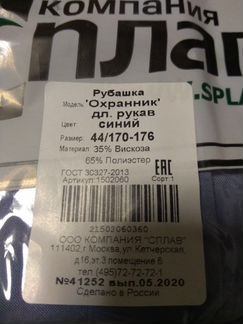 компания
Сплав
.SPLA
Рубашка
Модель 'Охранник'
дл. рукав
Цвет: синий
Размер: 44/170-176
Материал: 35% Вискоза
65% Полиэстер
ГОСТ 30327-2013
EAC
Артикул:1502060 Сорт:1
21502060360
ООО КОМПАНИЯ "СПЛАВ"
111402,г.Москва,ул.Кетчерская,
д.16,эт.3 помещение 6
тел.(495)72-72-72-1
№41252 вып.05.2020
Сделано в России